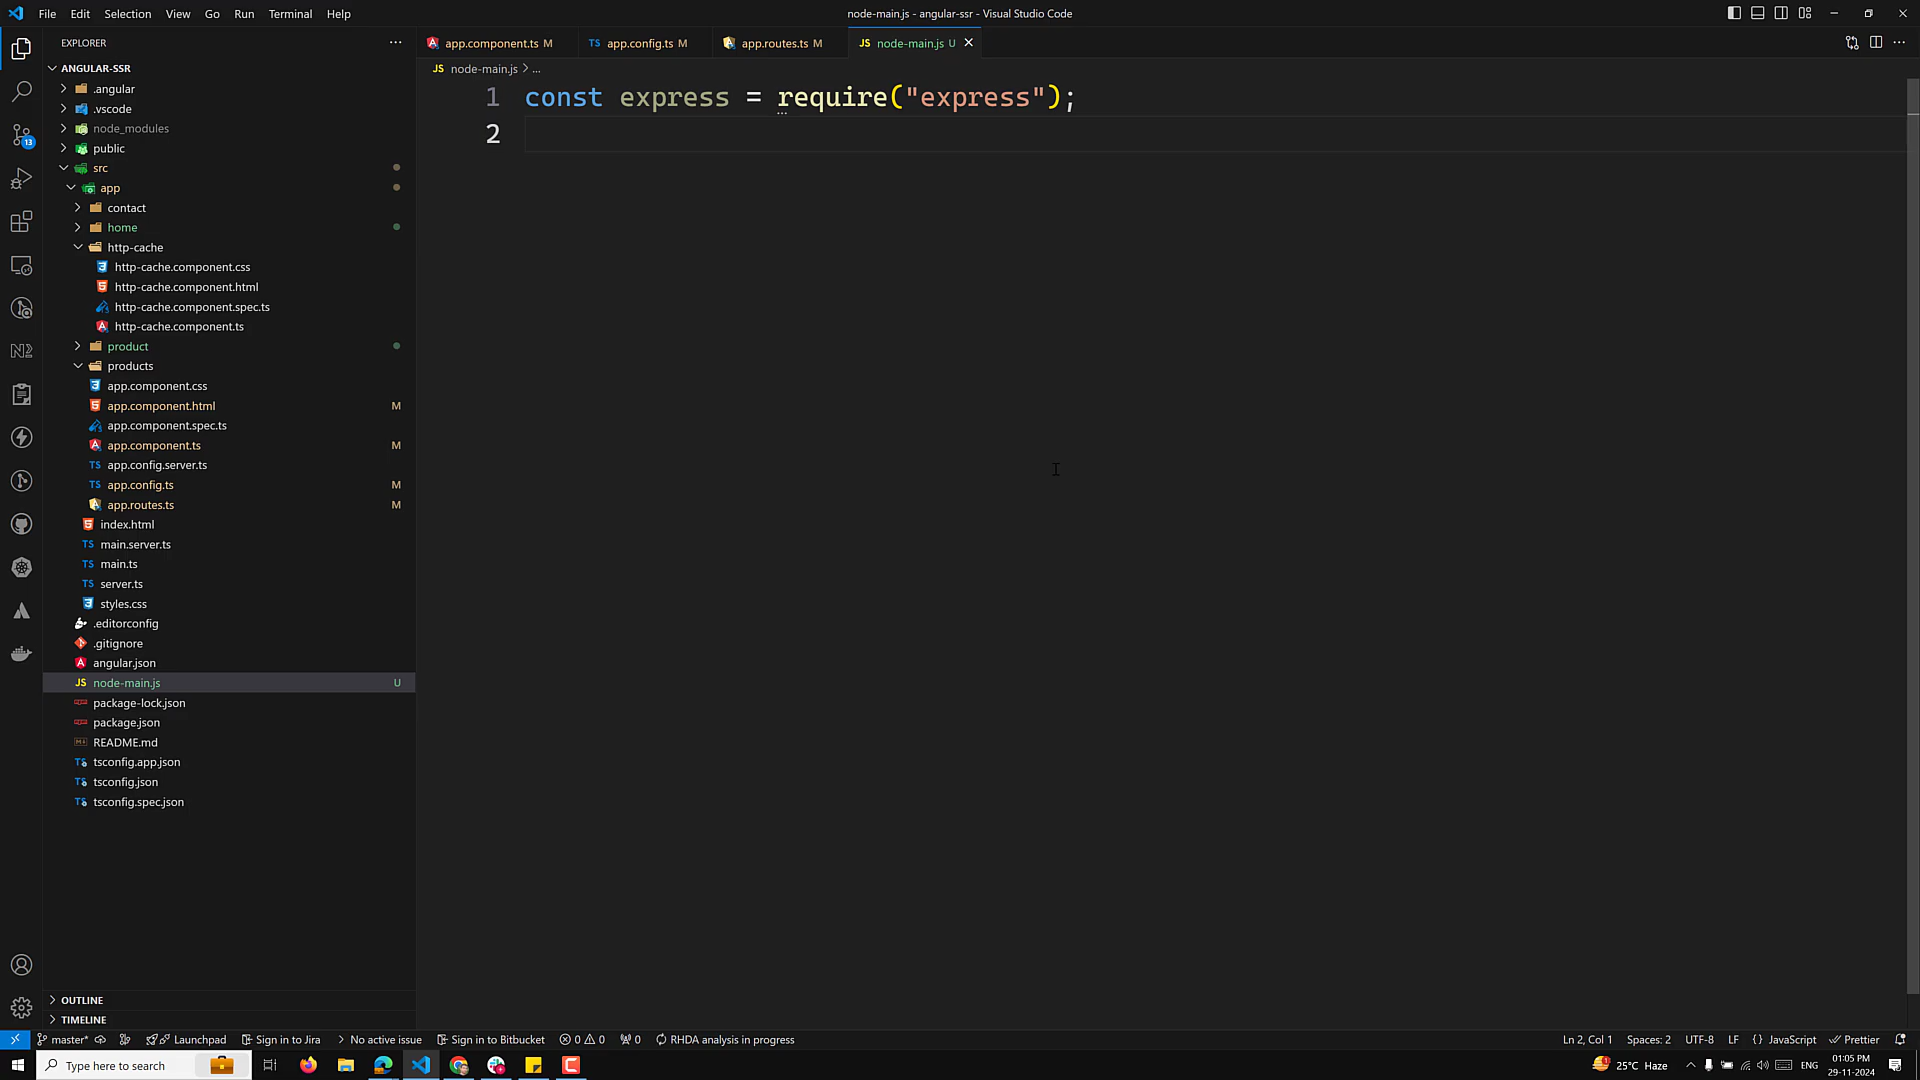 File Edit Selection View Go Run Terminal Help
node-main.js - angular-ssr - Visual Studio Code
EXPLORER
ANGULAR-SSR
.angular
.vscode
node_modules
public
src
app
contact
home
http-cache
http-cache.component.css
http-cache.component.html
http-cache.component.spec.ts
http-cache.component.ts
product
products
app.component.css
app.component.html M
app.component.spec.ts
app.component.ts M
app.config.server.ts
app.config.ts M
app.routes.ts M
index.html
main.server.ts
main.ts
server.ts
styles.css
.editorconfig
.gitignore
angular.json
node-main.js U
package-lock.json
package.json
README.md
tsconfig.app.json
tsconfig.json
tsconfig.spec.json
OUTLINE
TIMELINE
13
app.component.ts M
app.config.ts M
app.routes.ts M
JS node-main.js U
JS node-main.js > ...
1 const express = require("express");
2
master* Launchpad Sign in to Jira No active issue Sign in to Bitbucket 0 0 0 RHDA analysis in progress
Ln 2, Col 1 Spaces: 2 UTF-8 LF {} JavaScript Prettier
Type here to search
25°C Haze
ENG
01:05 PM
29-11-2024